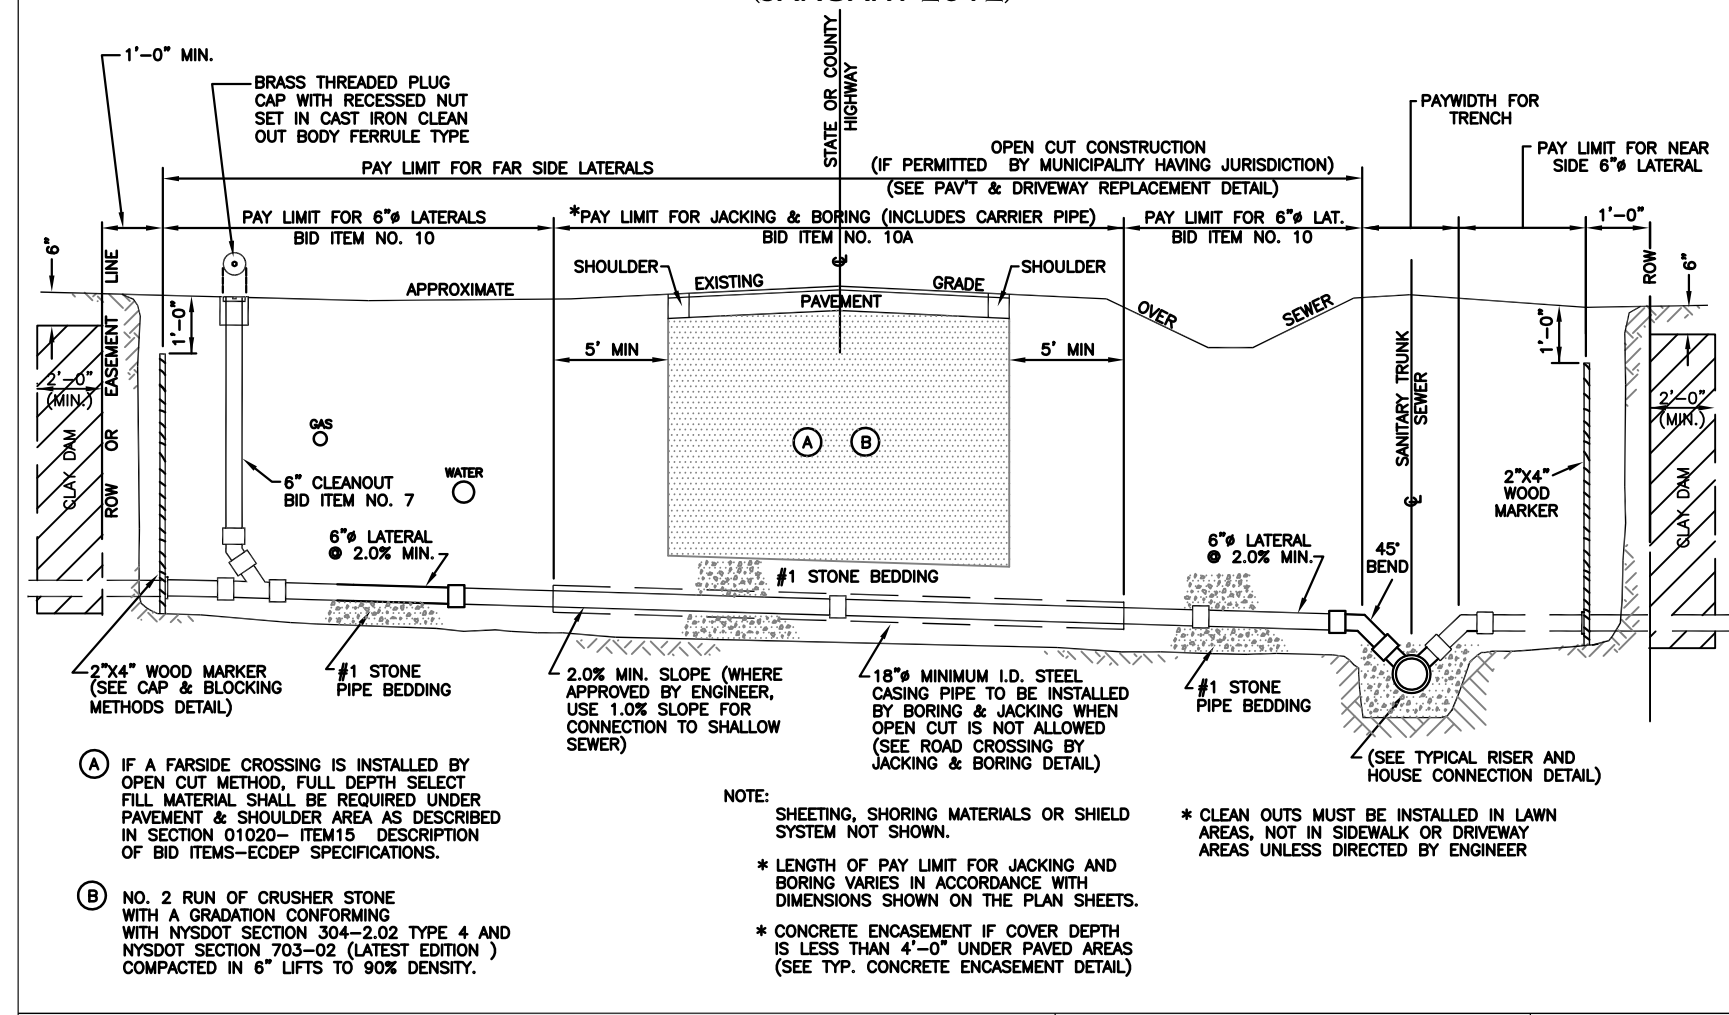 1'-0" MIN.
BRASS THREADED PLUG
CAP WITH RECESSED NUT
SET IN CAST IRON CLEAN
OUT BODY FERRULE TYPE
STATE OR COUNTY
HIGHWAY
PAYWIDTH FOR
TRENCH
OPEN CUT CONSTRUCTION
(IF PERMITTED BY MUNICIPALITY HAVING JURISDICTION)
(SEE PAV'T & DRIVEWAY REPLACEMENT DETAIL)
PAY LIMIT FOR NEAR
SIDE 6"ø LATERAL
PAY LIMIT FOR FAR SIDE LATERALS
PAY LIMIT FOR 6"ø LATERALS
BID ITEM NO. 10
*PAY LIMIT FOR JACKING & BORING (INCLUDES CARRIER PIPE)
BID ITEM NO. 10A
PAY LIMIT FOR 6"ø LAT.
BID ITEM NO. 10
1'-0"
6"
ROW OR EASEMENT LINE
SHOULDER
EXISTING
GRADE
SHOULDER
ROW
6"
APPROXIMATE
PAVEMENT
OVER
SEWER
1'-0"
5' MIN
5' MIN
1'-0"
2'-0"
(MIN.)
CLAY DAM
GAS
WATER
A
B
SANITARY TRUNK
SEWER
2'-0"
(MIN.)
CLAY DAM
6" CLEANOUT
BID ITEM NO. 7
2"X4"
WOOD
MARKER
6"ø LATERAL
@ 2.0% MIN.
6"ø LATERAL
@ 2.0% MIN.
45°
BEND
#1 STONE BEDDING
2"X4" WOOD MARKER
(SEE CAP & BLOCKING
METHODS DETAIL)
#1 STONE
PIPE BEDDING
2.0% MIN. SLOPE (WHERE
APPROVED BY ENGINEER,
USE 1.0% SLOPE FOR
CONNECTION TO SHALLOW
SEWER)
18"ø MINIMUM I.D. STEEL
CASING PIPE TO BE INSTALLED
BY BORING & JACKING WHEN
OPEN CUT IS NOT ALLOWED
(SEE ROAD CROSSING BY
JACKING & BORING DETAIL)
#1 STONE
PIPE BEDDING
(SEE TYPICAL RISER AND
HOUSE CONNECTION DETAIL)
A IF A FARSIDE CROSSING IS INSTALLED BY
OPEN CUT METHOD, FULL DEPTH SELECT
FILL MATERIAL SHALL BE REQUIRED UNDER
PAVEMENT & SHOULDER AREA AS DESCRIBED
IN SECTION 01020- ITEM15 DESCRIPTION
OF BID ITEMS-ECDEP SPECIFICATIONS.
B NO. 2 RUN OF CRUSHER STONE
WITH A GRADATION CONFORMING
WITH NYSDOT SECTION 304-2.02 TYPE 4 AND
NYSDOT SECTION 703-02 (LATEST EDITION )
COMPACTED IN 6" LIFTS TO 90% DENSITY.
NOTE:
SHEETING, SHORING MATERIALS OR SHIELD
SYSTEM NOT SHOWN.
* LENGTH OF PAY LIMIT FOR JACKING AND
BORING VARIES IN ACCORDANCE WITH
DIMENSIONS SHOWN ON THE PLAN SHEETS.
* CONCRETE ENCASEMENT IF COVER DEPTH
IS LESS THAN 4'-0" UNDER PAVED AREAS
(SEE TYP. CONCRETE ENCASEMENT DETAIL)
* CLEAN OUTS MUST BE INSTALLED IN LAWN
AREAS, NOT IN SIDEWALK OR DRIVEWAY
AREAS UNLESS DIRECTED BY ENGINEER